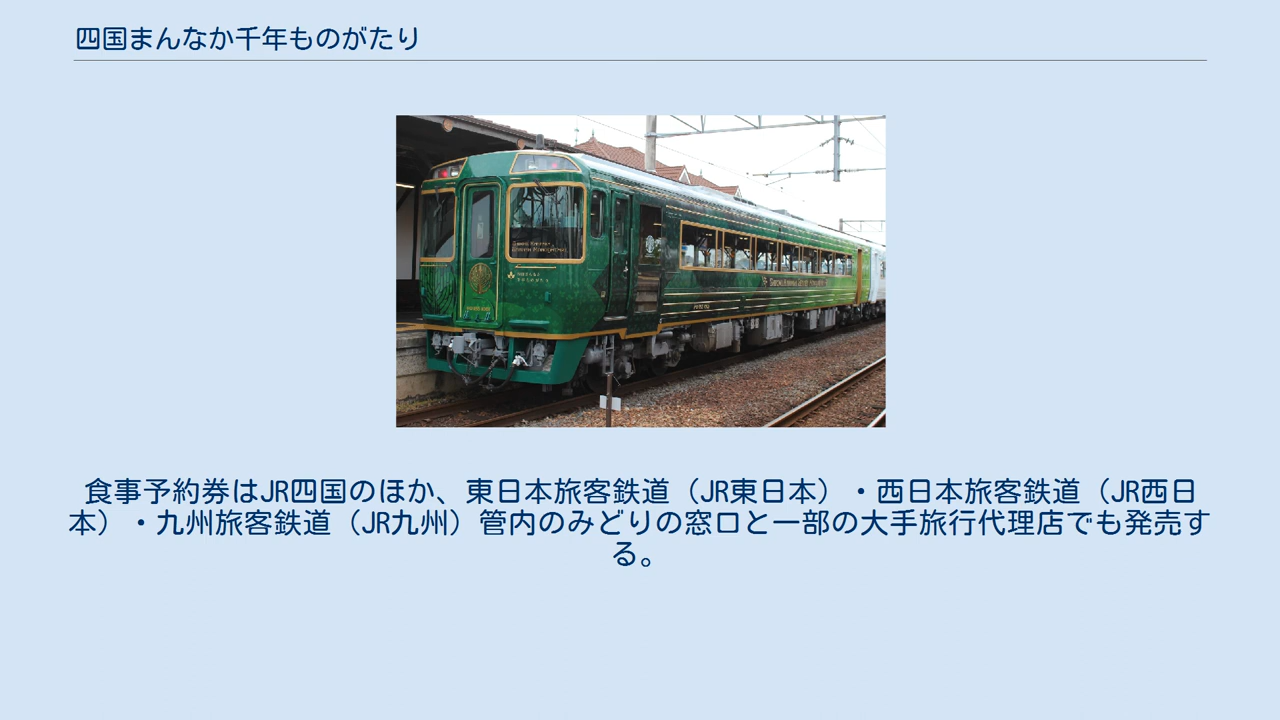 四国まんなか千年ものがたり
食事予約券はJR四国のほか、東日本旅客鉄道（JR東日本）・西日本旅客鉄道（JR西日
本）・九州旅客鉄道（JR九州）管内のみどりの窓口と一部の大手旅行代理店でも発売す
る。